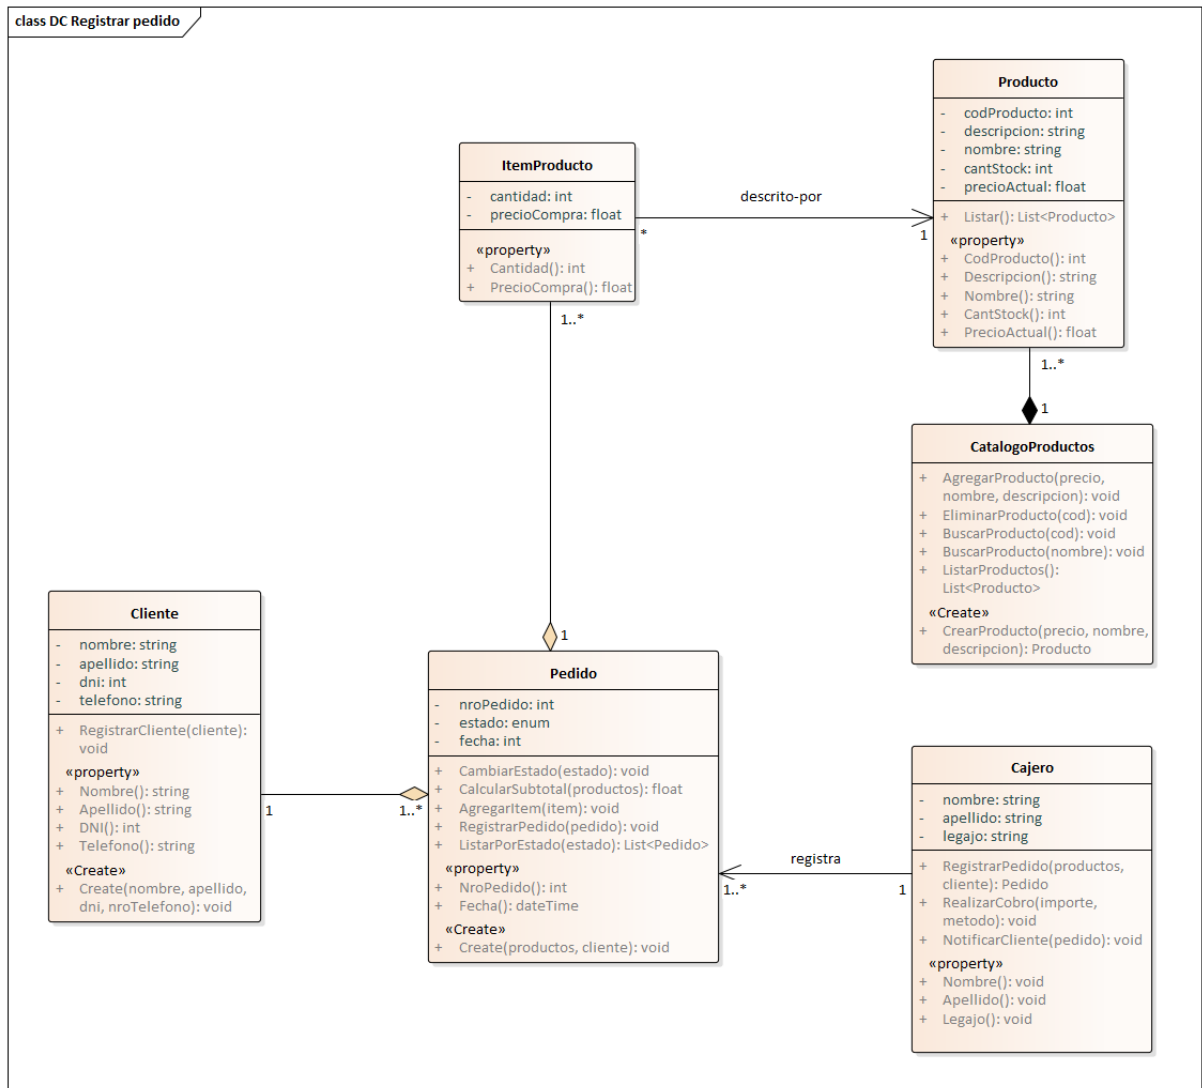 class DC Registrar pedido
Producto
- codProducto: int
- descripcion: string
- nombre: string
- cantStock: int
- precioActual: float
+ Listar(): List<Producto>
«property»
+ CodProducto(): int
+ Descripcion(): string
+ Nombre(): string
+ CantStock(): int
+ PrecioActual(): float
ItemProducto
- cantidad: int
- precioCompra: float
«property»
+ Cantidad(): int
+ PrecioCompra(): float
descrito-por
*
1
1..*
1..*
1
CatalogoProductos
+ AgregarProducto(precio,
nombre, descripcion): void
+ EliminarProducto(cod): void
+ BuscarProducto(cod): void
+ BuscarProducto(nombre): void
+ ListarProductos():
List<Producto>
«Create»
+ CrearProducto(precio, nombre,
descripcion): Producto
Cliente
- nombre: string
- apellido: string
- dni: int
- telefono: string
+ RegistrarCliente(cliente):
void
«property»
+ Nombre(): string
+ Apellido(): string
+ DNI(): int
+ Telefono(): string
«Create»
+ Create(nombre, apellido,
dni, nroTelefono): void
1
1..*
1
Pedido
- nroPedido: int
- estado: enum
- fecha: int
+ CambiarEstado(estado): void
+ CalcularSubtotal(productos): float
+ AgregarItem(item): void
+ RegistrarPedido(pedido): void
+ ListarPorEstado(estado): List<Pedido>
«property»
+ NroPedido(): int
+ Fecha(): dateTime
«Create»
+ Create(productos, cliente): void
registra
1..*
1
Cajero
- nombre: string
- apellido: string
- legajo: string
+ RegistrarPedido(productos,
cliente): Pedido
+ RealizarCobro(importe,
metodo): void
+ NotificarCliente(pedido): void
«property»
+ Nombre(): void
+ Apellido(): void
+ Legajo(): void